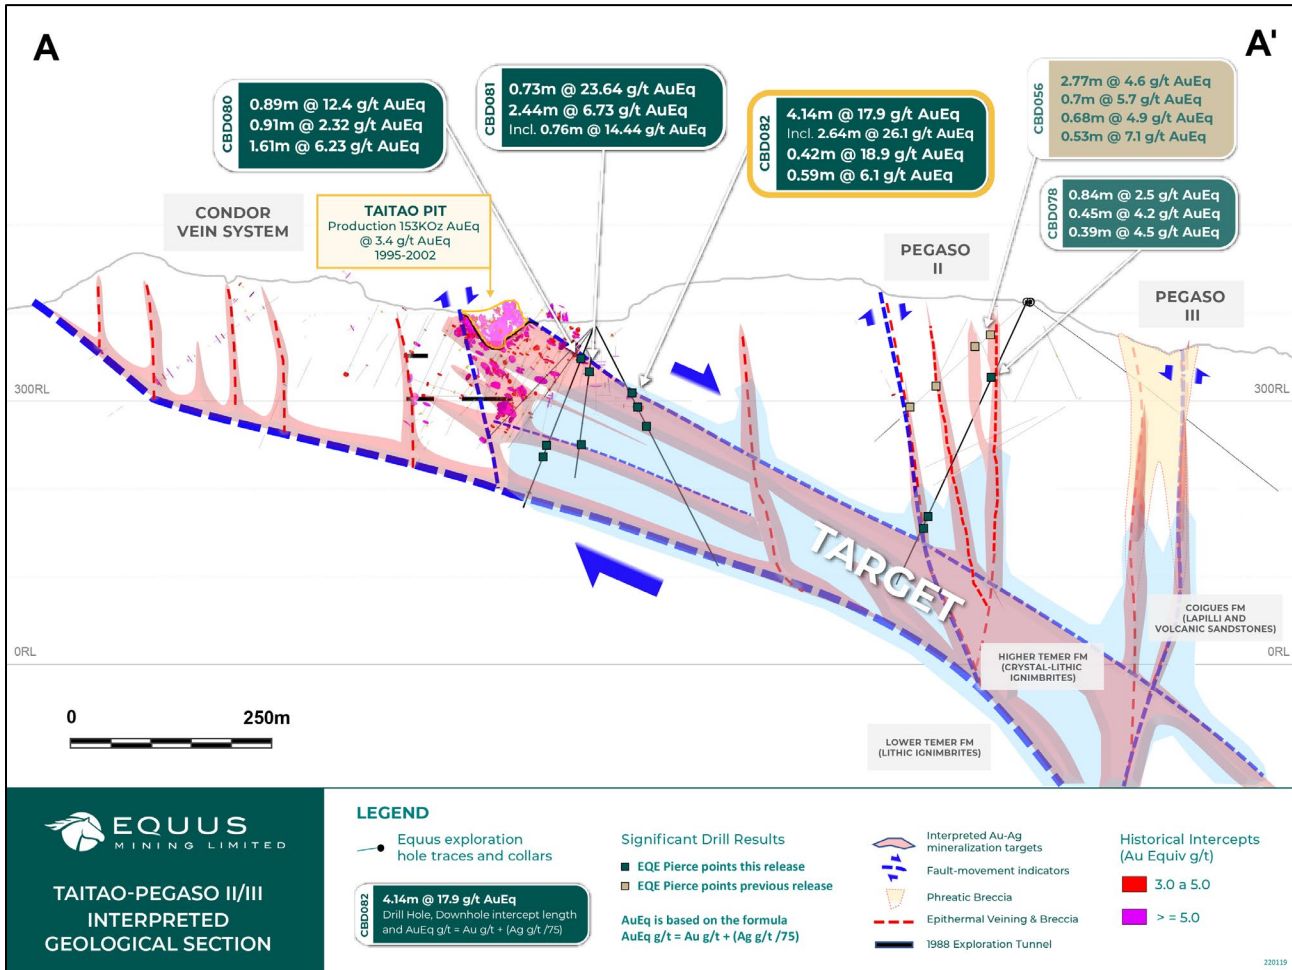 A
A'
CBD080
0.89m @ 12.4 g/t AuEq
0.91m @ 2.32 g/t AuEq
1.61m @ 6.23 g/t AuEq
CBD081
0.73m @ 23.64 g/t AuEq
2.44m @ 6.73 g/t AuEq
Incl. 0.76m @ 14.44 g/t AuEq
CBD082
4.14m @ 17.9 g/t AuEq
Incl. 2.64m @ 26.1 g/t AuEq
0.42m @ 18.9 g/t AuEq
0.59m @ 6.1 g/t AuEq
CBD056
2.77m @ 4.6 g/t AuEq
0.7m @ 5.7 g/t AuEq
0.68m @ 4.9 g/t AuEq
0.53m @ 7.1 g/t AuEq
CBD078
0.84m @ 2.5 g/t AuEq
0.45m @ 4.2 g/t AuEq
0.39m @ 4.5 g/t AuEq
CONDOR
VEIN SYSTEM
TAITAO PIT
Production 153KOz AuEq
@ 3.4 g/t AuEq
1995-2002
PEGASO
II
PEGASO
III
300RL
300RL
TARGET
COIGUES FM
(LAPILLI AND
VOLCANIC SANDSTONES)
0RL
0RL
HIGHER TEMER FM
(CRYSTAL-LITHIC
IGNIMBRITES)
LOWER TEMER FM
(LITHIC IGNIMBRITES)
0
250m
EQUUS
MINING LIMITED
TAITAO-PEGASO II/III
INTERPRETED
GEOLOGICAL SECTION
LEGEND
Equus exploration
hole traces and collars
CBD082
4.14m @ 17.9 g/t AuEq
Drill Hole, Downhole intercept length
and AuEq g/t = Au g/t + (Ag g/t /75)
Significant Drill Results
EQE Pierce points this release
EQE Pierce points previous release
AuEq is based on the formula
AuEq g/t = Au g/t + (Ag g/t /75)
Interpreted Au-Ag
mineralization targets
Fault-movement indicators
Phreatic Breccia
Epithermal Veining & Breccia
1988 Exploration Tunnel
Historical Intercepts
(Au Equiv g/t)
3.0 a 5.0
> = 5.0
220119